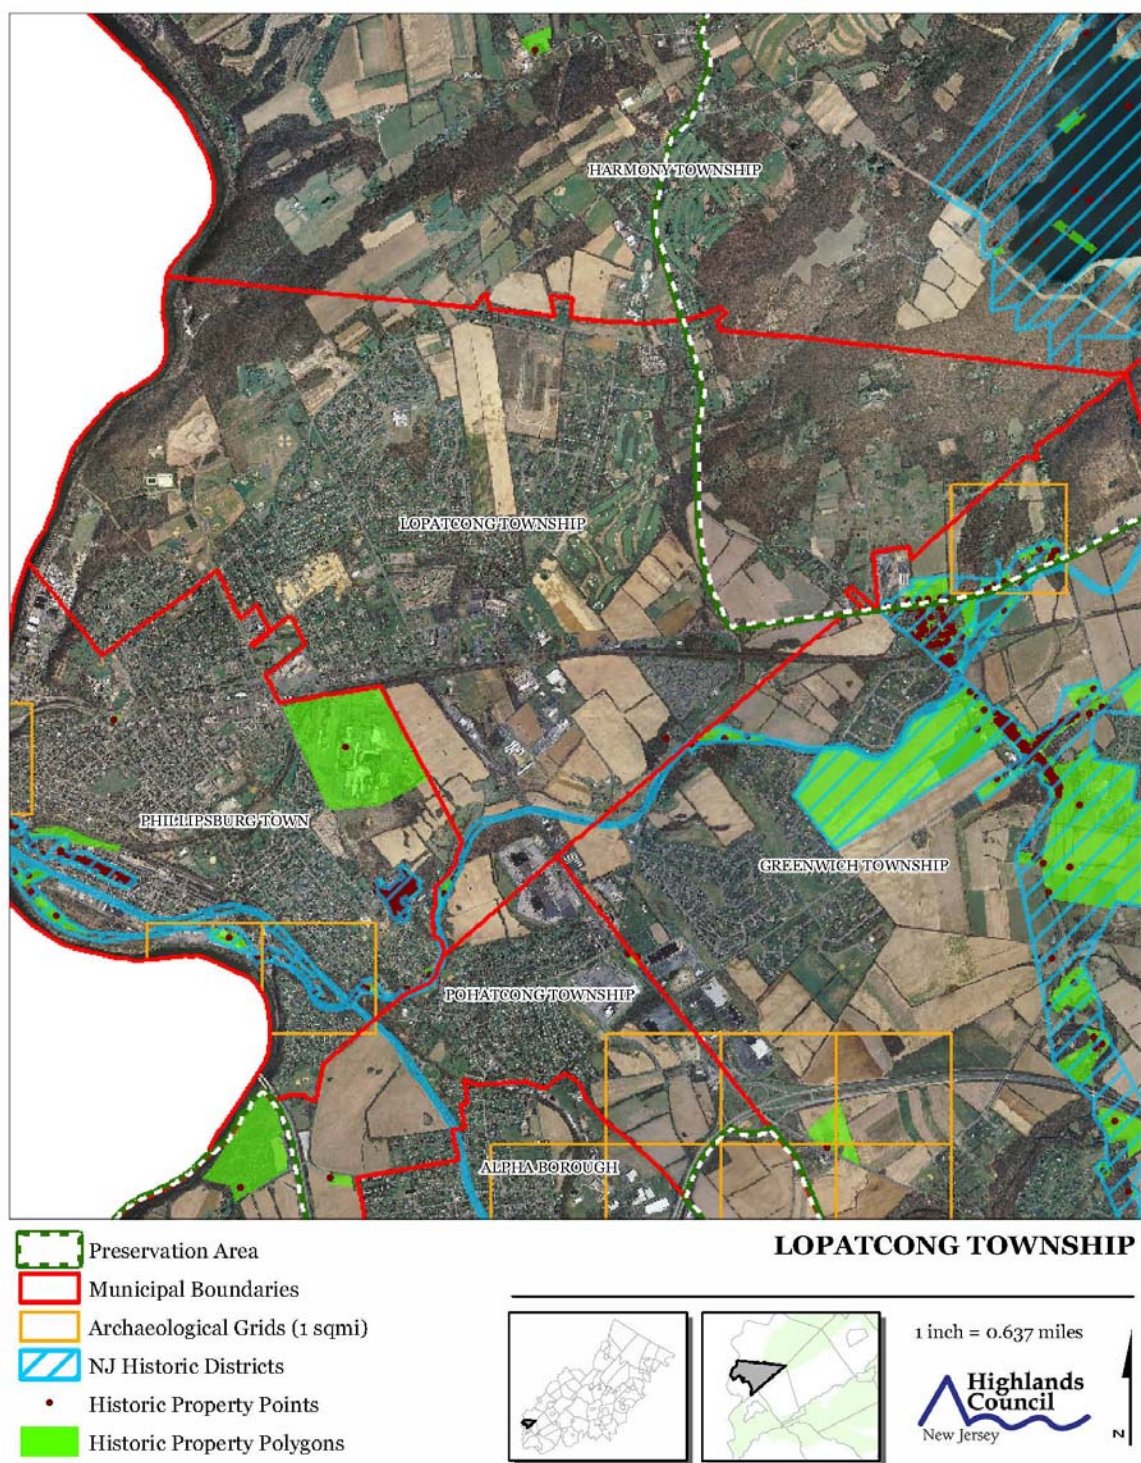 HARMONY TOWNSHIP
LOPATCONG TOWNSHIP
PHILLIPSBURG TOWN
GREENWICH TOWNSHIP
POHATCONG TOWNSHIP
ALPHA BOROUGH
Preservation Area
Municipal Boundaries
Archaeological Grids (1 sqmi)
NJ Historic Districts
Historic Property Points
Historic Property Polygons
LOPATCONG TOWNSHIP
1 inch = 0.637 miles
Highlands
Council
New Jersey
N